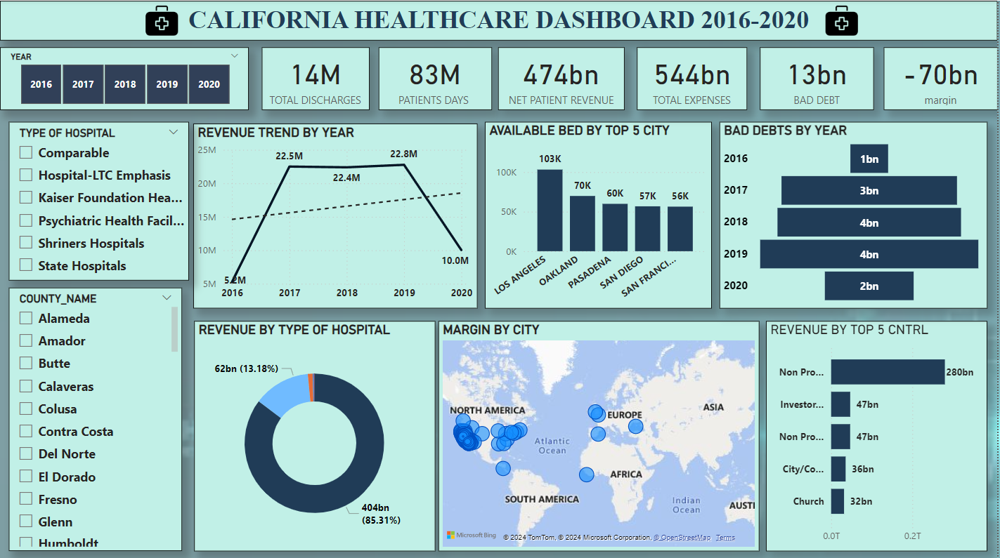 CALIFORNIA HEALTHCARE DASHBOARD 2016-2020
YEAR
2016 2017 2018 2019 2020
14M
TOTAL DISCHARGES
83M
PATIENTS DAYS
474bn
NET PATIENT REVENUE
544bn
TOTAL EXPENSES
13bn
BAD DEBT
-70bn
margin
TYPE OF HOSPITAL
Comparable
Hospital-LTC Emphasis
Kaiser Foundation Hea...
Psychiatric Health Facil...
Shriners Hospitals
State Hospitals
COUNTY_NAME
Alameda
Amador
Butte
Calaveras
Colusa
Contra Costa
Del Norte
El Dorado
Fresno
Glenn
Humboldt
REVENUE TREND BY YEAR
25M
20M
15M
10M
5M
5.2M
22.5M
22.4M
22.8M
10.0M
2016 2017 2018 2019 2020
AVAILABLE BED BY TOP 5 CITY
100K
50K
0K
103K
70K
60K
57K
56K
LOS ANGELES
OAKLAND
PASADENA
SAN DIEGO
SAN FRANCI...
BAD DEBTS BY YEAR
2016 1bn
2017 3bn
2018 4bn
2019 4bn
2020 2bn
REVENUE BY TYPE OF HOSPITAL
62bn (13.18%)
404bn
(85.31%)
MARGIN BY CITY
NORTH AMERICA
EUROPE
ASIA
Atlantic
Ocean
AFRICA
SOUTH AMERICA
Indian
Ocean
AUSTI
Microsoft Bing
© 2024 TomTom, © 2024 Microsoft Corporation, © OpenStreetMap Terms
REVENUE BY TOP 5 CNTRL
Non Pro... 280bn
Investor... 47bn
Non Pro... 47bn
City/Co... 36bn
Church 32bn
0.0T 0.2T